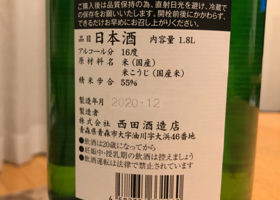 ご購入後は品質保持の為、日光を避け、冷蔵で
の保存をお願いします。開栓前後にかかわらず、
できるだけお早めにお召し上がりください。
品目 日本酒 内容量 1.8L
アルコール分 16度
原材料名 米(国産)
米こうじ(国産米)
精米歩合 55%
製造年月 2020.12
製造者
株式会社 西田酒造店
青森県青森市大字油川字大浜46番地
●飲酒は20歳になってから
●妊娠中・授乳期の飲酒は控えましょう
●飲酒運転は法律で禁止されています